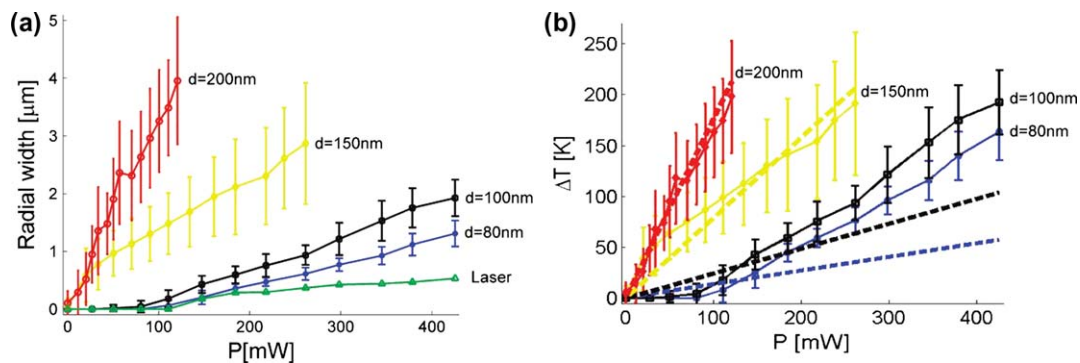 (a)
5
4
3
2
1
0
Radial width [μm]
d=200nm
d=150nm
d=100nm
d=80nm
Laser
0 100 200 300 400
P[mW]
(b)
250
200
150
100
50
0
ΔT [K]
d=200nm
d=150nm
d=100nm
d=80nm
0 100 200 300 400
P [mW]